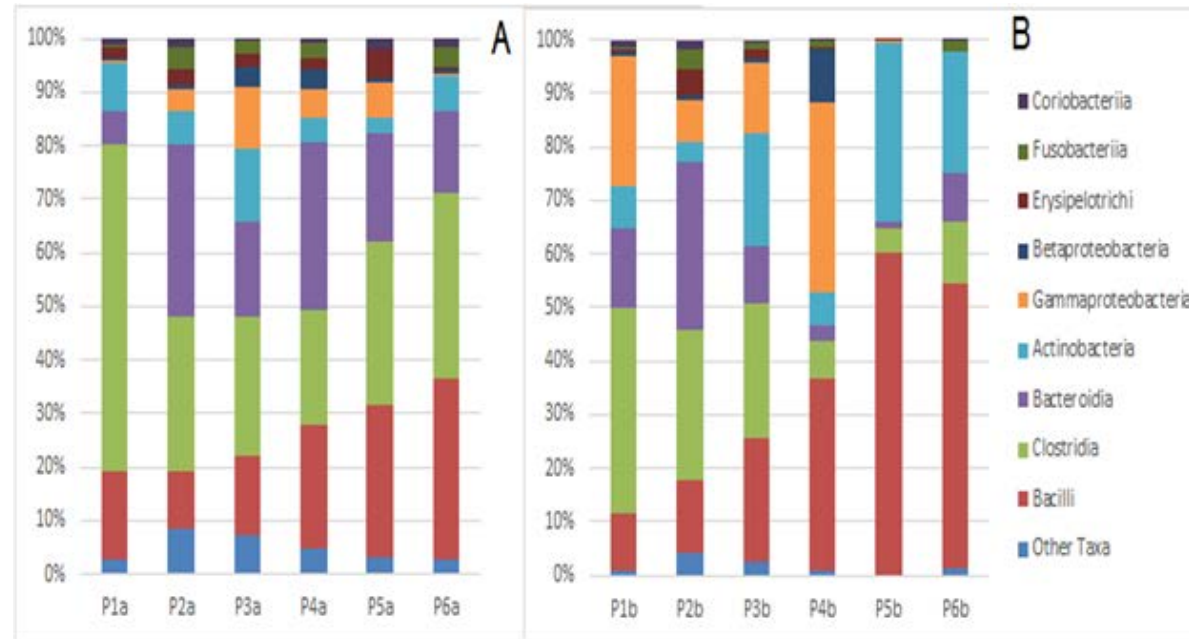 A
100%
90%
80%
70%
60%
50%
40%
30%
20%
10%
0%
P1a P2a P3a P4a P5a P6a
B
100%
90%
80%
70%
60%
50%
40%
30%
20%
10%
0%
P1b P2b P3b P4b P5b P6b
Coriobacteriia
Fusobacteriia
Erysipelotrichi
Betaproteobacteria
Gammaproteobacteria
Actinobacteria
Bacteroidia
Clostridia
Bacilli
Other Taxa